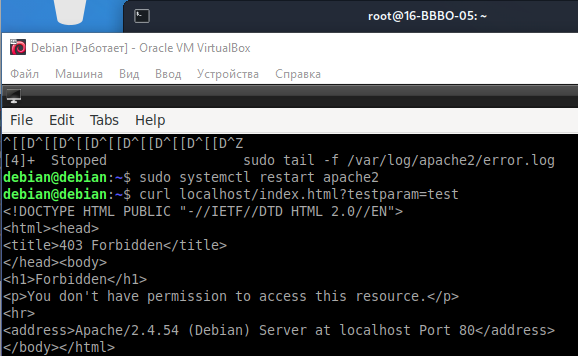 root@16-BBBO-05: ~
Debian [Работает] - Oracle VM VirtualBox
Файл Машина Вид Ввод Устройства Справка
File Edit Tabs Help
^[[D^[[D^[[D^[[D^[[D^[[D^[[D^Z
[4]+  Stopped                 sudo tail -f /var/log/apache2/error.log
debian@debian:~$ sudo systemctl restart apache2
debian@debian:~$ curl localhost/index.html?testparam=test
<!DOCTYPE HTML PUBLIC "-//IETF//DTD HTML 2.0//EN">
<html><head>
<title>403 Forbidden</title>
</head><body>
<h1>Forbidden</h1>
<p>You don't have permission to access this resource.</p>
<hr>
<address>Apache/2.4.54 (Debian) Server at localhost Port 80</address>
</body></html>